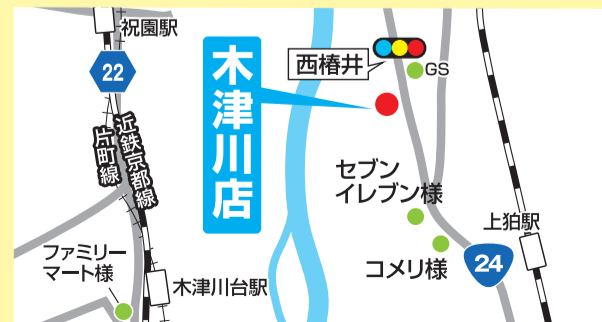 祝園駅
22
近鉄京都線
片町線
木津川店
西椿井
GS
セブン
イレブン様
コメリ様
上狛駅
24
ファミリー
マート様
木津川台駅